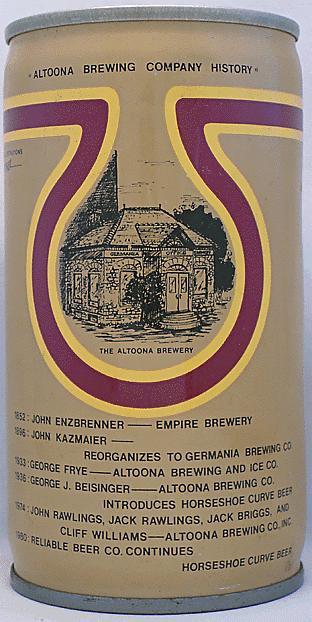 "ALTOONA BREWING COMPANY HISTORY"
GERMANIA
THE ALTOONA BREWERY
1852: JOHN ENZBRENNER — EMPIRE BREWERY
1896: JOHN KAZMAIER —
REORGANIZES TO GERMANIA BREWING CO.
1933: GEORGE FRYE — ALTOONA BREWING AND ICE CO.
1936: GEORGE J. BEISINGER — ALTOONA BREWING CO.
INTRODUCES HORSESHOE CURVE BEER
1974: JOHN RAWLINGS, JACK RAWLINGS, JACK BRIGGS, AND
CLIFF WILLIAMS — ALTOONA BREWING CO., INC.
1980: RELIABLE BEER CO. CONTINUES
HORSESHOE CURVE BEER